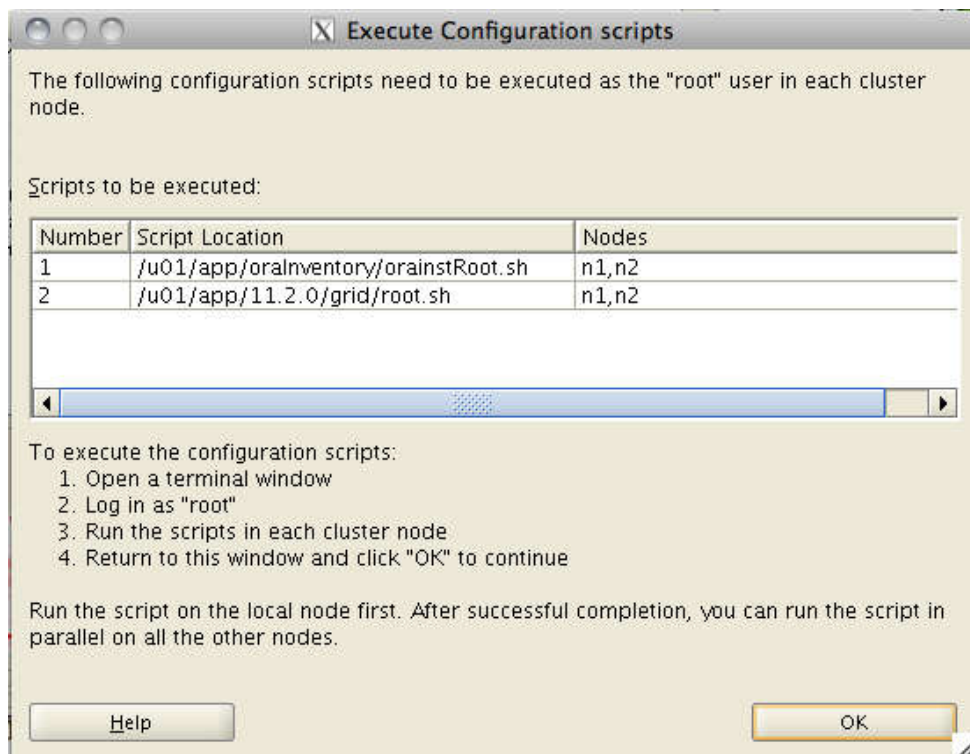 Execute Configuration scripts
The following configuration scripts need to be executed as the "root" user in each cluster
node.
Scripts to be executed:
Number Script Location Nodes
1 /u01/app/oraInventory/orainstRoot.sh n1,n2
2 /u01/app/11.2.0/grid/root.sh n1,n2
To execute the configuration scripts:
1. Open a terminal window
2. Log in as "root"
3. Run the scripts in each cluster node
4. Return to this window and click "OK" to continue
Run the script on the local node first. After successful completion, you can run the script in
parallel on all the other nodes.
Help OK